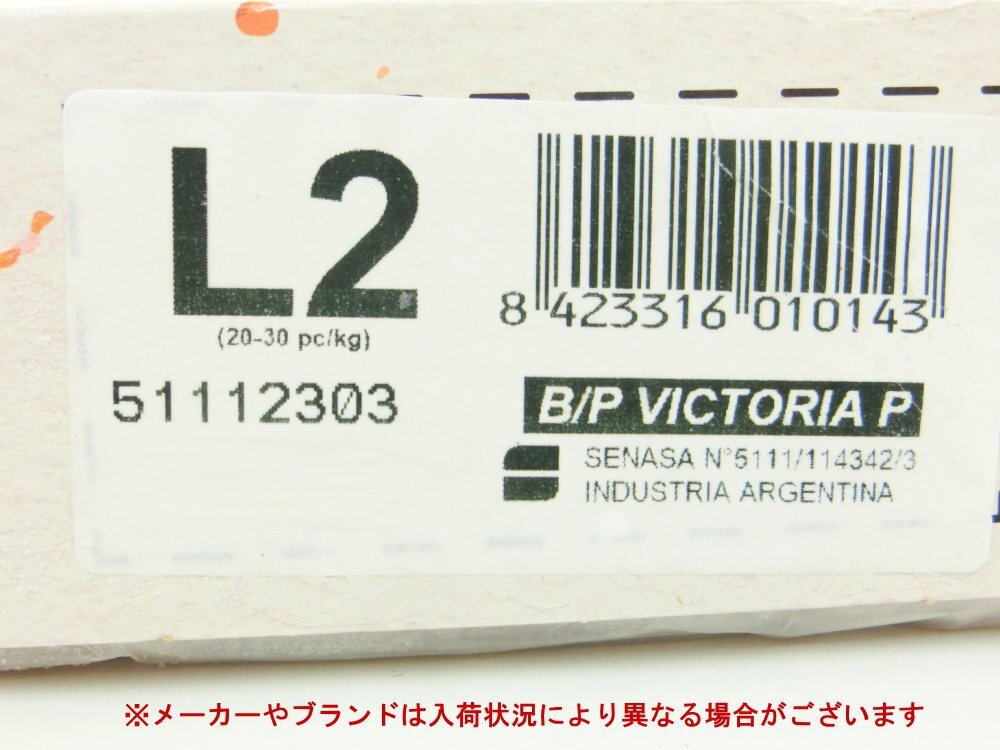 L2
(20-30 pc/kg)
51112303
8 423316 010143
B/P VICTORIA P
SENASA N°5111/114342/3
INDUSTRIA ARGENTINA
※メーカーやブランドは入荷状況により異なる場合がございます